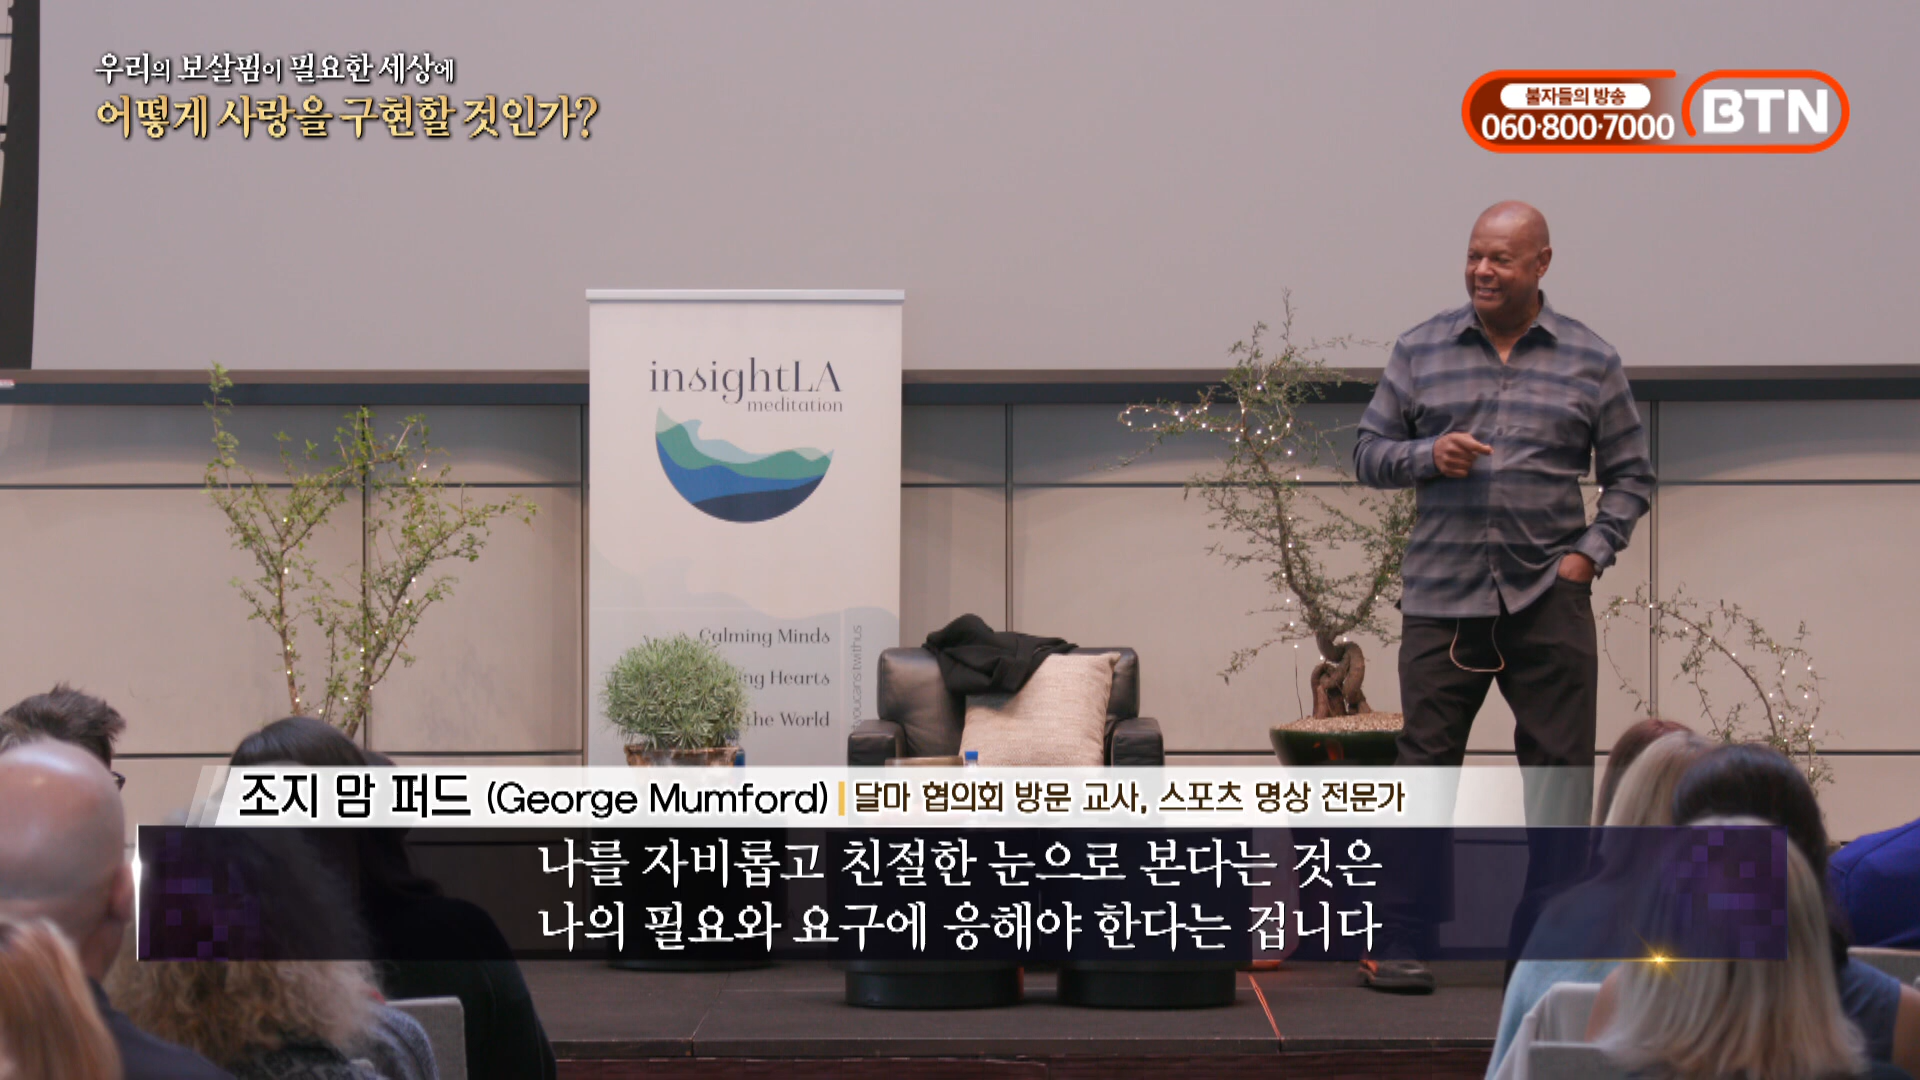 우리의 보살핌이 필요한 세상에
어떻게 사랑을 구현할 것인가?
불자들의 방송
060·800·7000
BTN
insightLA
meditation
Calming Minds
ng Hearts
the World
youcansitwithus
조지 맘 퍼드 (George Mumford) 달마 협의회 방문 교사, 스포츠 명상 전문가
나를 자비롭고 친절한 눈으로 본다는 것은
나의 필요와 요구에 응해야 한다는 겁니다